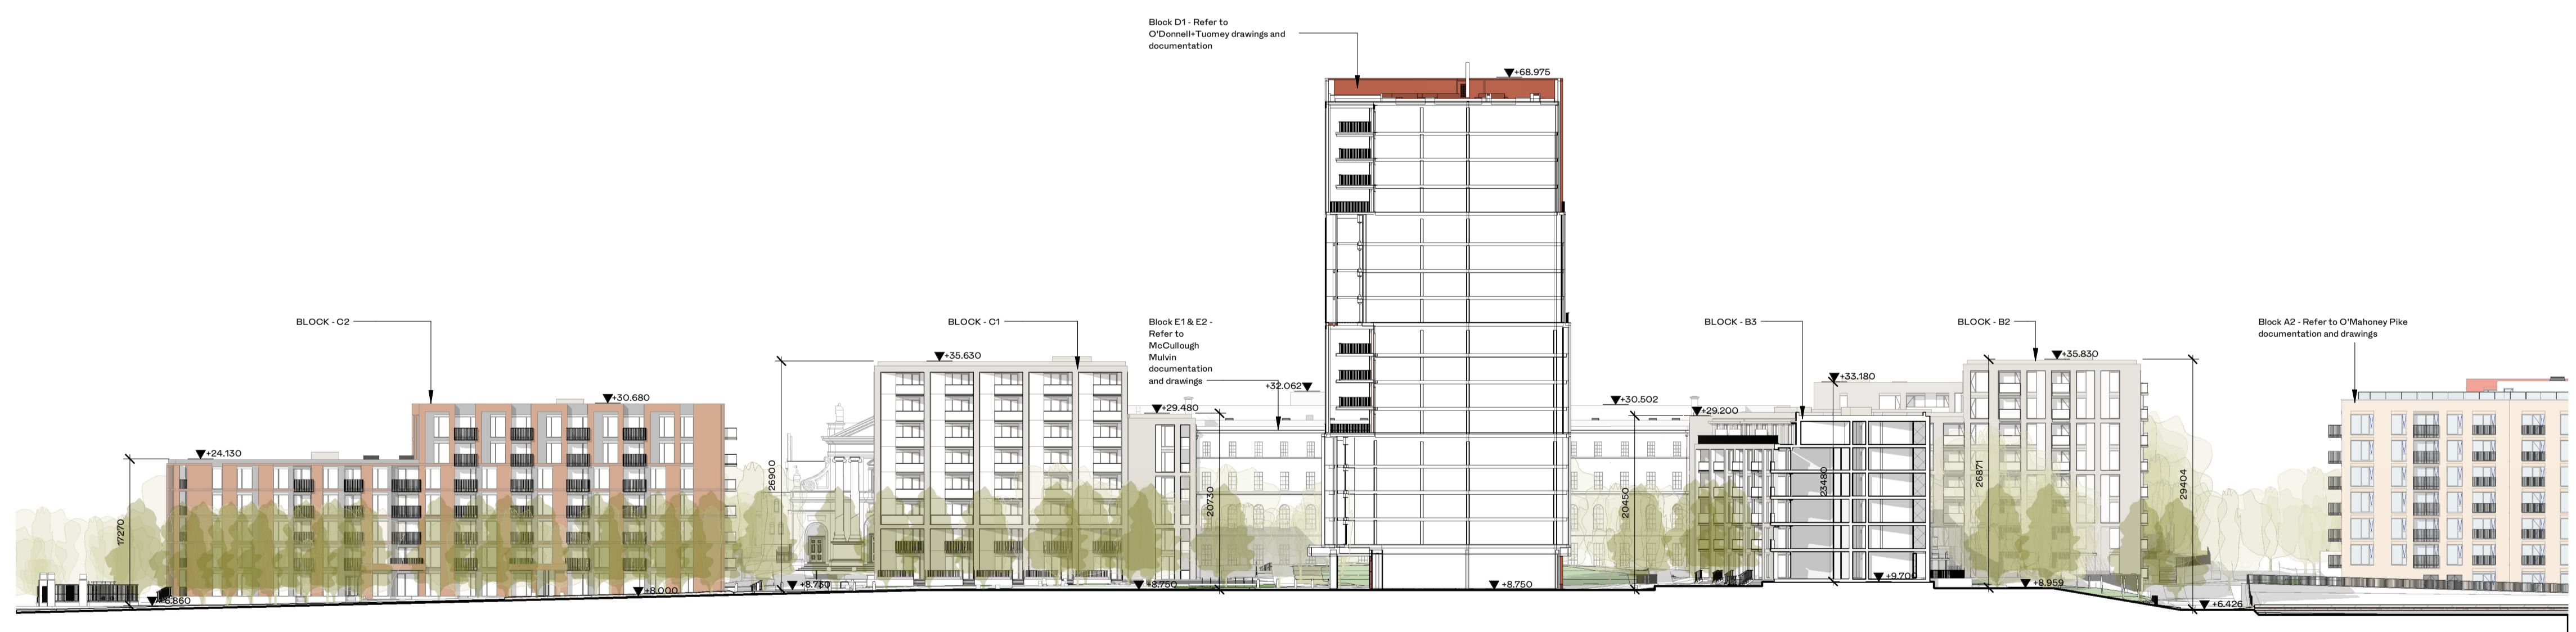 Block D1 - Refer to
O'Donnell+Tuomey drawings and
documentation
+68.975
BLOCK - C2
BLOCK - C1
Block E1 & E2 -
Refer to
McCullough
Mulvin
documentation
and drawings
BLOCK - B3
BLOCK - B2
Block A2 - Refer to O'Mahoney Pike
documentation and drawings
+35.630
+35.830
+33.180
+32.062
+30.680
+30.502
+29.480
+29.200
+24.130
17270
26900
20730
20450
23480
26871
29404
+6.860
+8.000
+8.750
+8.750
+9.700
+8.959
+6.426